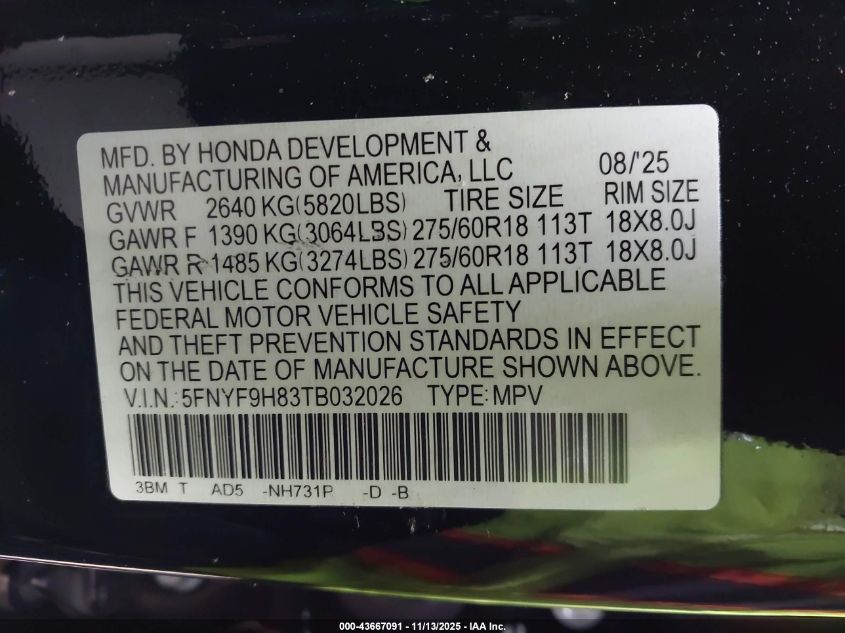 MFD. BY HONDA DEVELOPMENT &
MANUFACTURING OF AMERICA, LLC 08/'25
GVWR 2640 KG(5820LBS) TIRE SIZE RIM SIZE
GAWR F 1390 KG(3064LBS) 275/60R18 113T 18X8.0J
GAWR R 1485 KG(3274LBS) 275/60R18 113T 18X8.0J
THIS VEHICLE CONFORMS TO ALL APPLICABLE
FEDERAL MOTOR VEHICLE SAFETY
AND THEFT PREVENTION STANDARDS IN EFFECT
ON THE DATE OF MANUFACTURE SHOWN ABOVE.
V.I.N.: 5FNYF9H83TB032026 TYPE: MPV
3BM T AD5 -NH731P -D -B
000-43667091 - 11/13/2025 - IAA Inc.